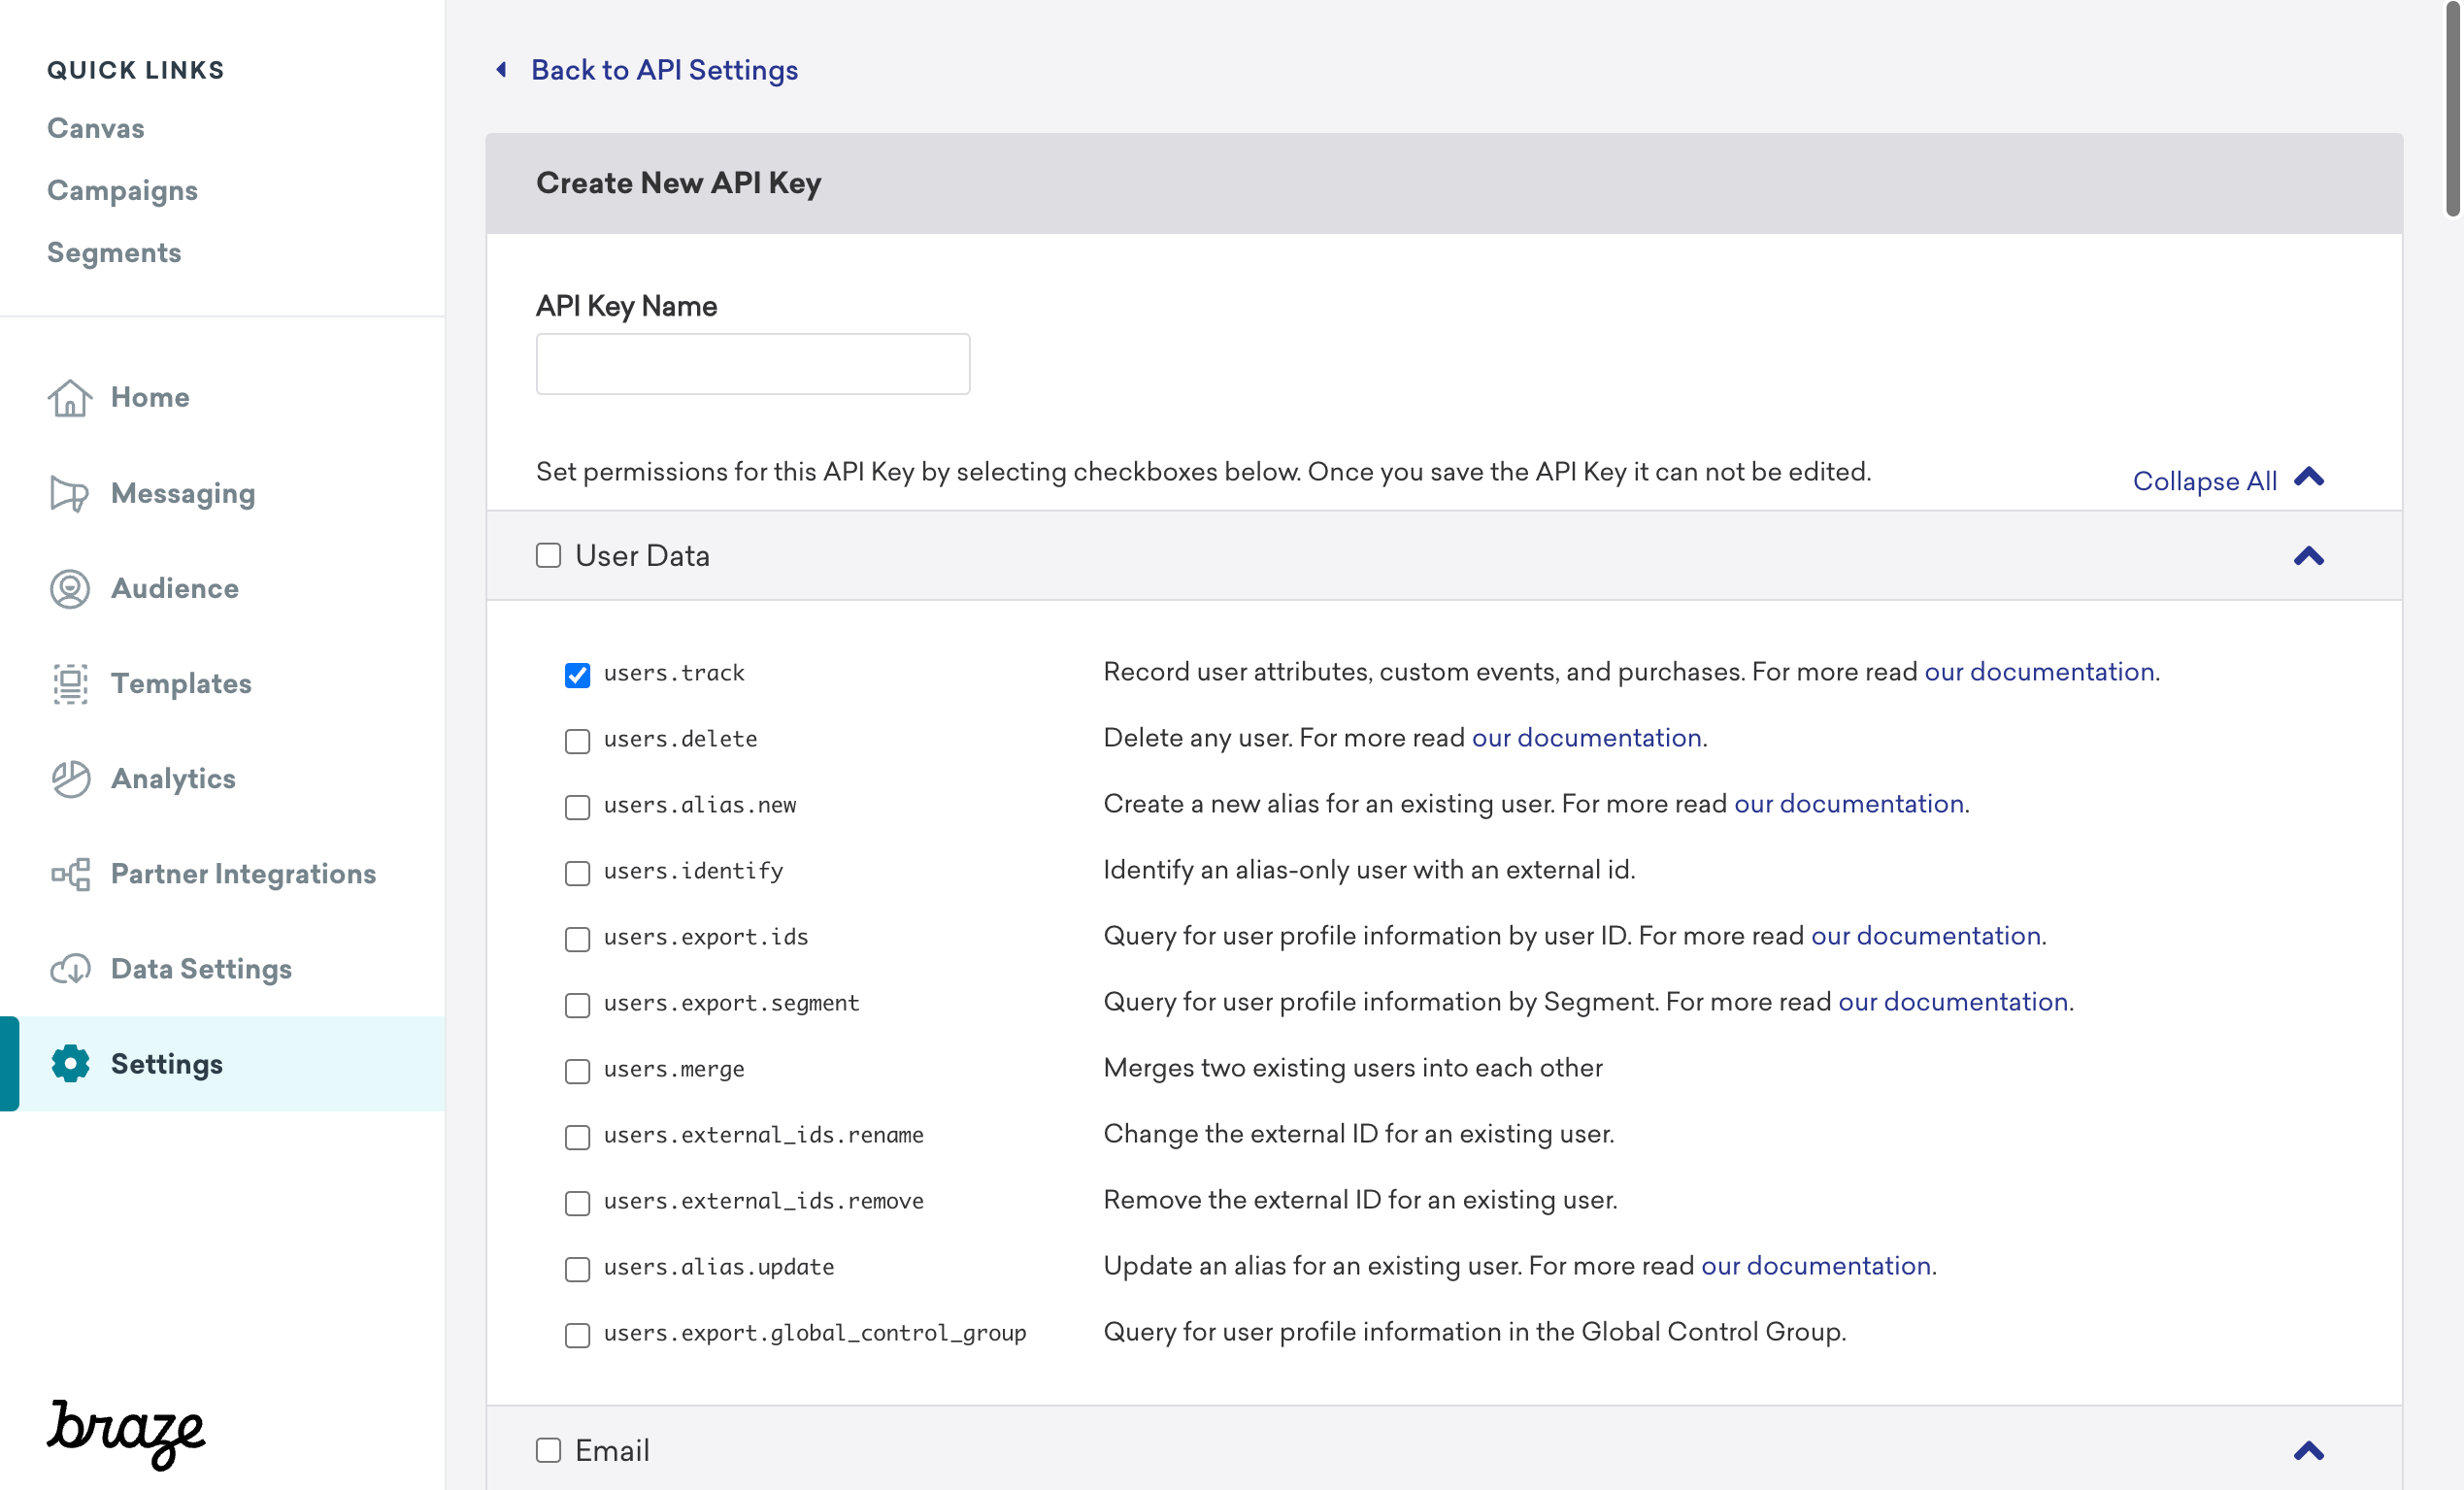 QUICK LINKS
Canvas
Campaigns
Segments
Home
Messaging
Audience
Templates
Analytics
Partner Integrations
Data Settings
Settings
braze
Back to API Settings
Create New API Key
API Key Name
Set permissions for this API Key by selecting checkboxes below. Once you save the API Key it can not be edited.
Collapse All
User Data
users.track Record user attributes, custom events, and purchases. For more read our documentation.
users.delete Delete any user. For more read our documentation.
users.alias.new Create a new alias for an existing user. For more read our documentation.
users.identify Identify an alias-only user with an external id.
users.export.ids Query for user profile information by user ID. For more read our documentation.
users.export.segment Query for user profile information by Segment. For more read our documentation.
users.merge Merges two existing users into each other
users.external_ids.rename Change the external ID for an existing user.
users.external_ids.remove Remove the external ID for an existing user.
users.alias.update Update an alias for an existing user. For more read our documentation.
users.export.global_control_group Query for user profile information in the Global Control Group.
Email